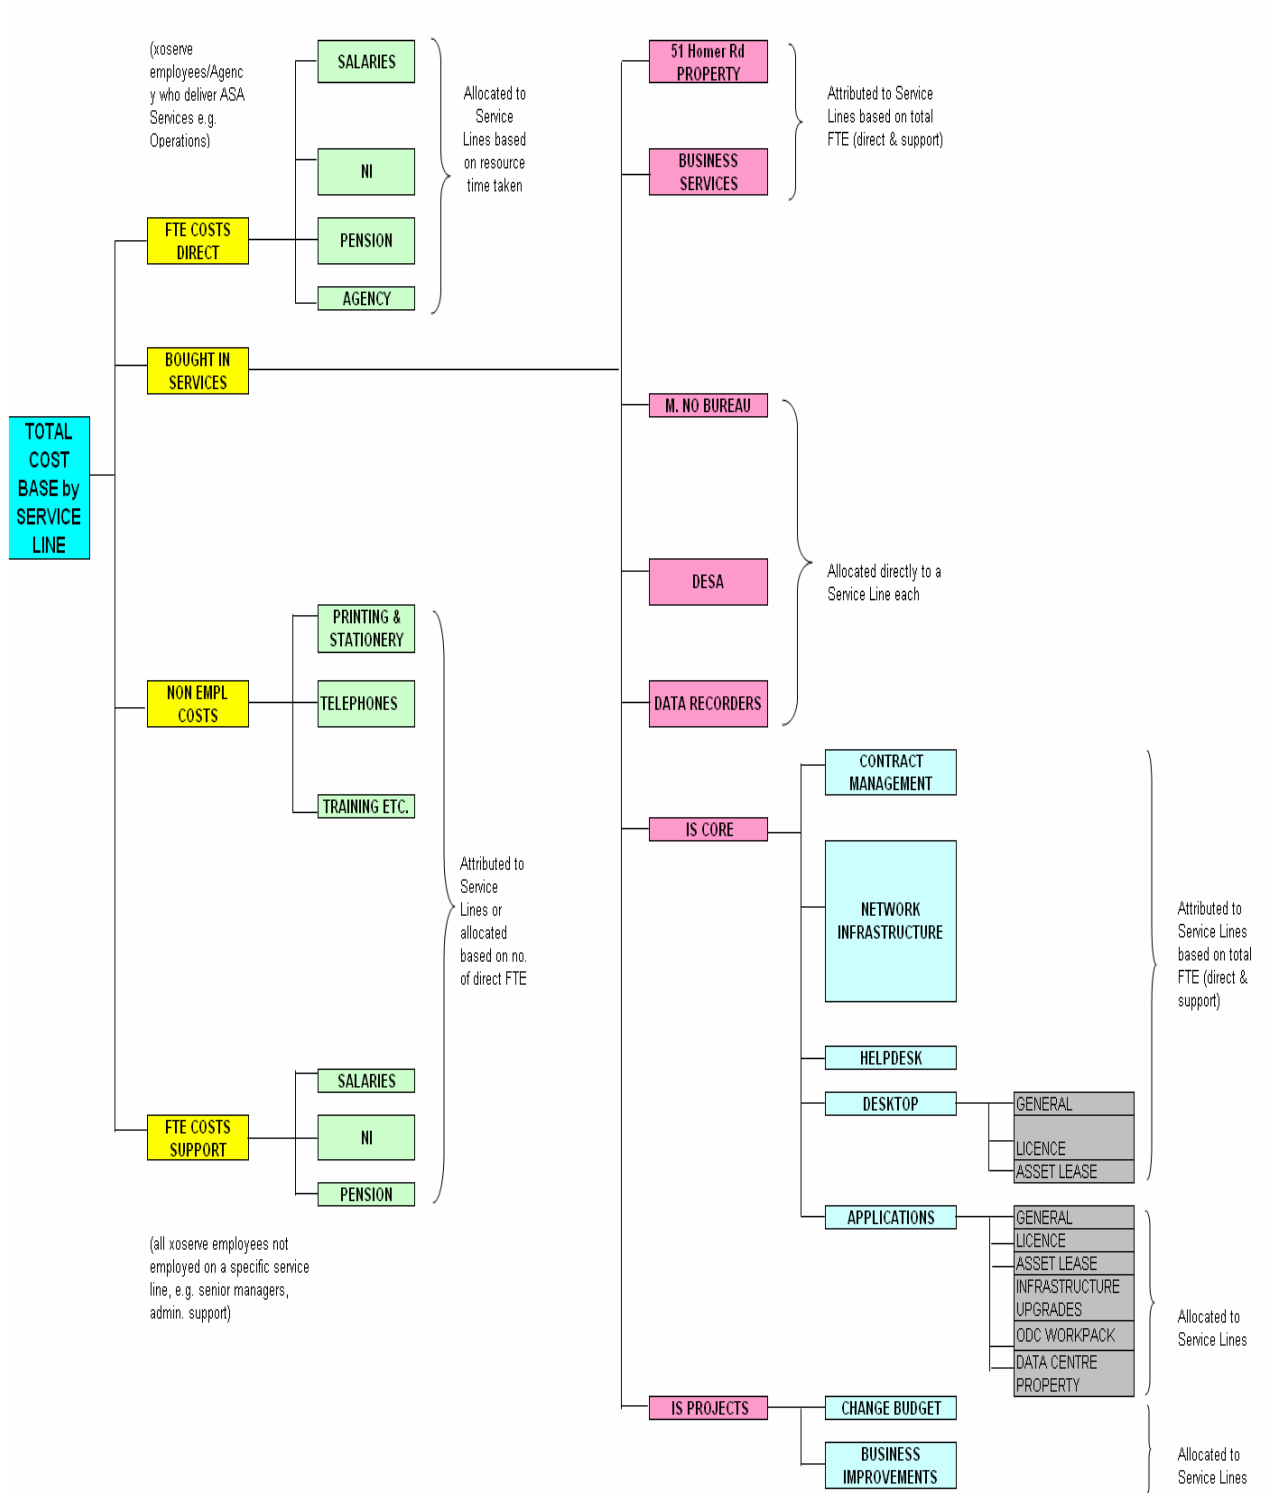 (xoserve
employees/Agenc
y who deliver ASA
Services e.g.
Operations)
SALARIES
NI
PENSION
AGENCY
Allocated to
Service
Lines based
on resource
time taken
FTE COSTS
DIRECT
BOUGHT IN
SERVICES
TOTAL
COST
BASE by
SERVICE
LINE
NON EMPL
COSTS
PRINTING &
STATIONERY
TELEPHONES
TRAINING ETC.
Attributed to
Service
Lines or
allocated
based on no.
of direct FTE
FTE COSTS
SUPPORT
SALARIES
NI
PENSION
(all xoserve employees not
employed on a specific service
line, e.g. senior managers,
admin. support)
51 Homer Rd
PROPERTY
BUSINESS
SERVICES
Attributed to Service
Lines based on total
FTE (direct & support)
M. NO BUREAU
DESA
DATA RECORDERS
Allocated directly to a
Service Line each
IS CORE
CONTRACT
MANAGEMENT
NETWORK
INFRASTRUCTURE
HELPDESK
DESKTOP
GENERAL
LICENCE
ASSET LEASE
Attributed to
Service Lines
based on total
FTE (direct &
support)
APPLICATIONS
GENERAL
LICENCE
ASSET LEASE
INFRASTRUCTURE
UPGRADES
ODC WORKPACK
DATA CENTRE
PROPERTY
Allocated to
Service Lines
IS PROJECTS
CHANGE BUDGET
BUSINESS
IMPROVEMENTS
Allocated to
Service Lines